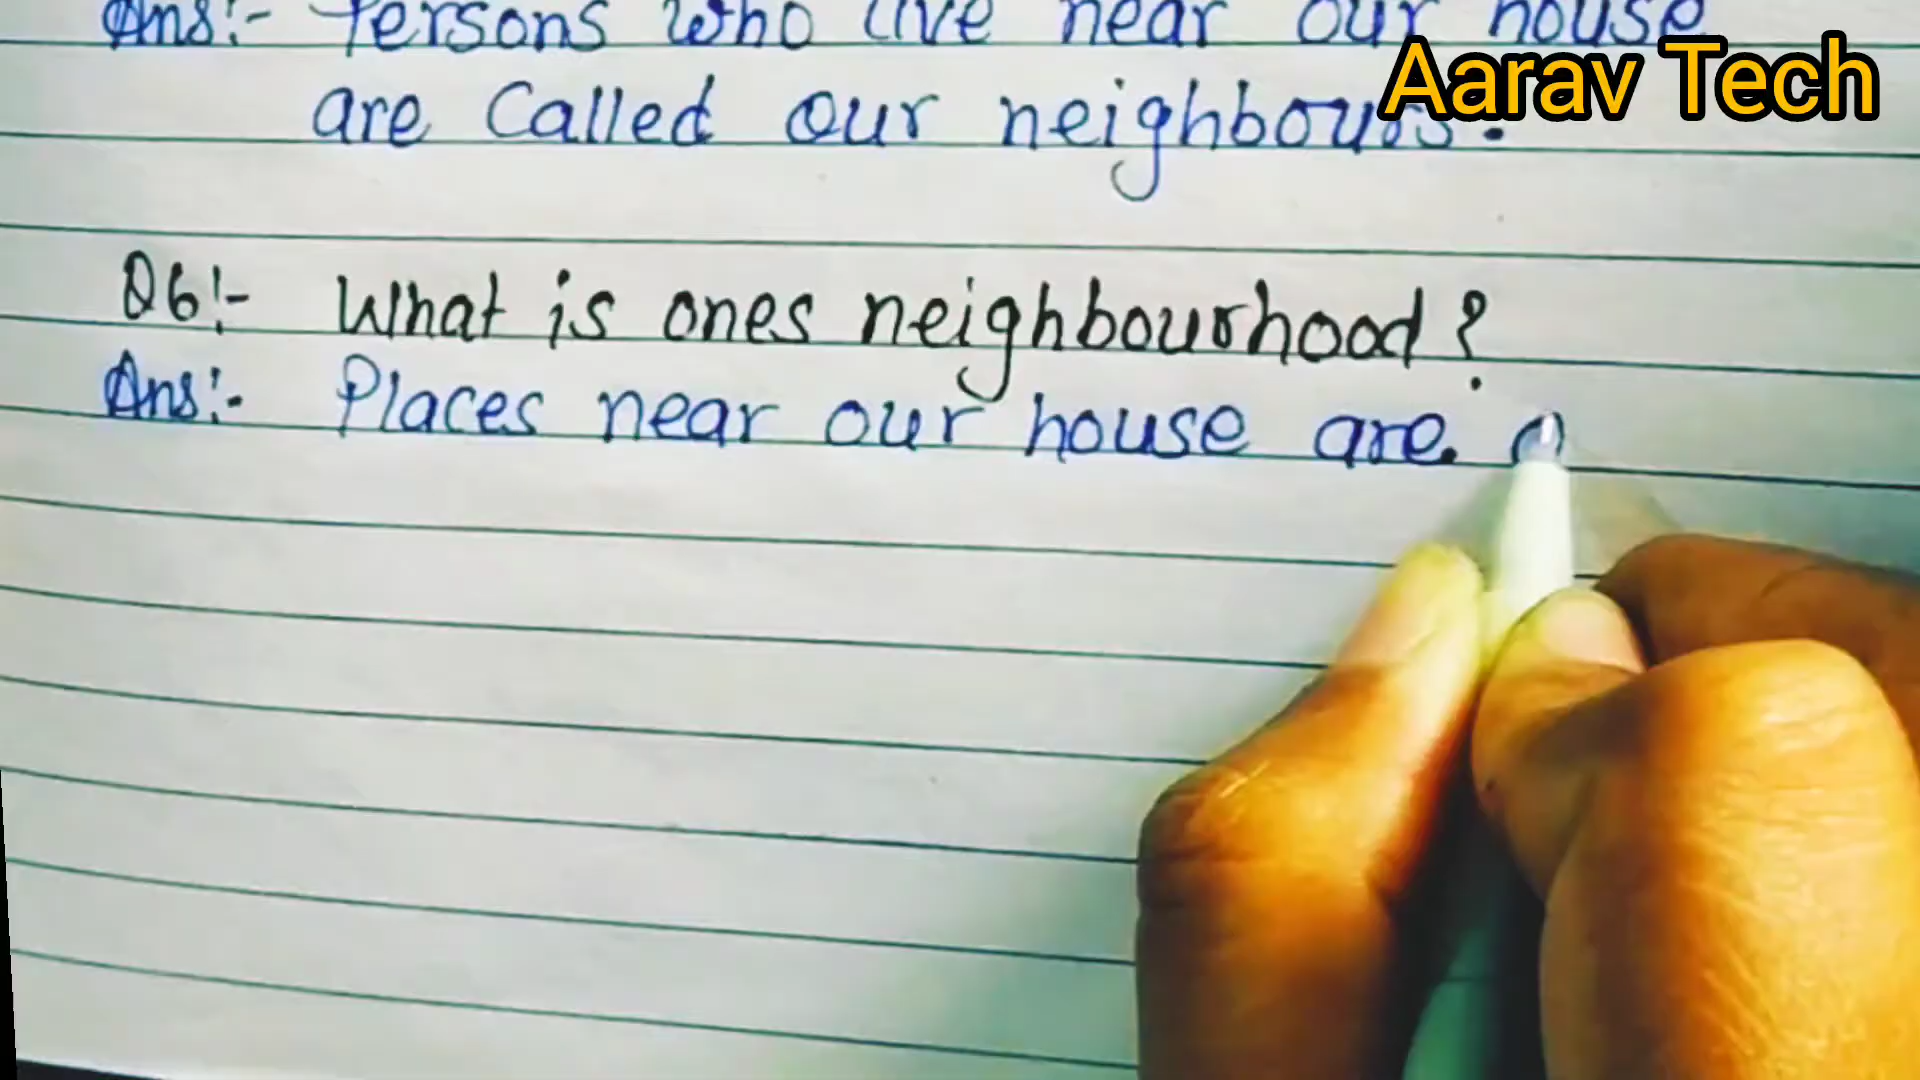 Ans:- Persons who live near our house
Aarav Tech
are called our neighbours.
Q6:- What is ones neighbourhood?
Ans:- Places near our house are